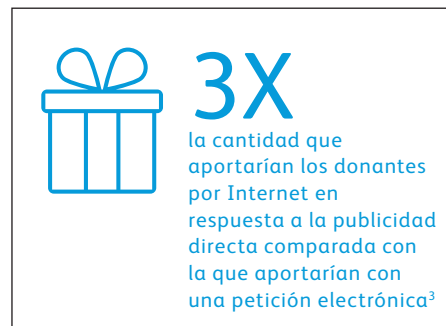 3X
la cantidad que
aportarían los donantes
por Internet en
respuesta a la publicidad
directa comparada con
la que aportarían con
una petición electrónica³